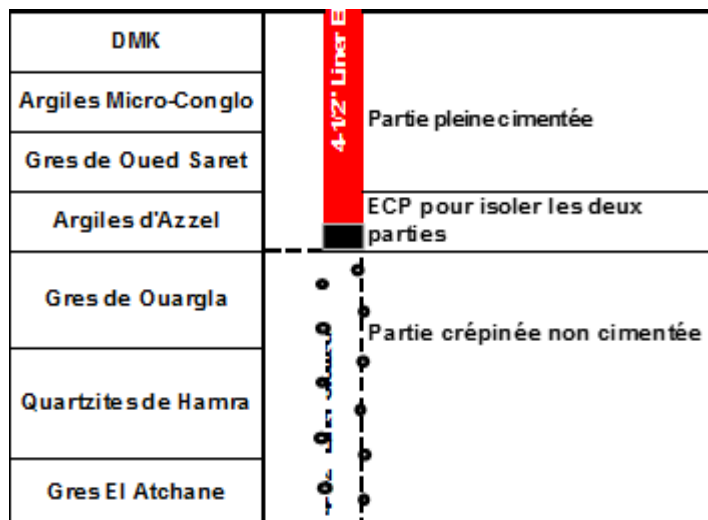 DMK
Argiles Micro-Conglo
Gres de Oued Saret
Argiles d'Azzel
Gres de Ouargla
Quartzites de Hamra
Gres El Atchane
4-1/2" Liner
Partie pleine cimentée
ECP pour isoler les deux
parties
Partie crépinée non cimentée